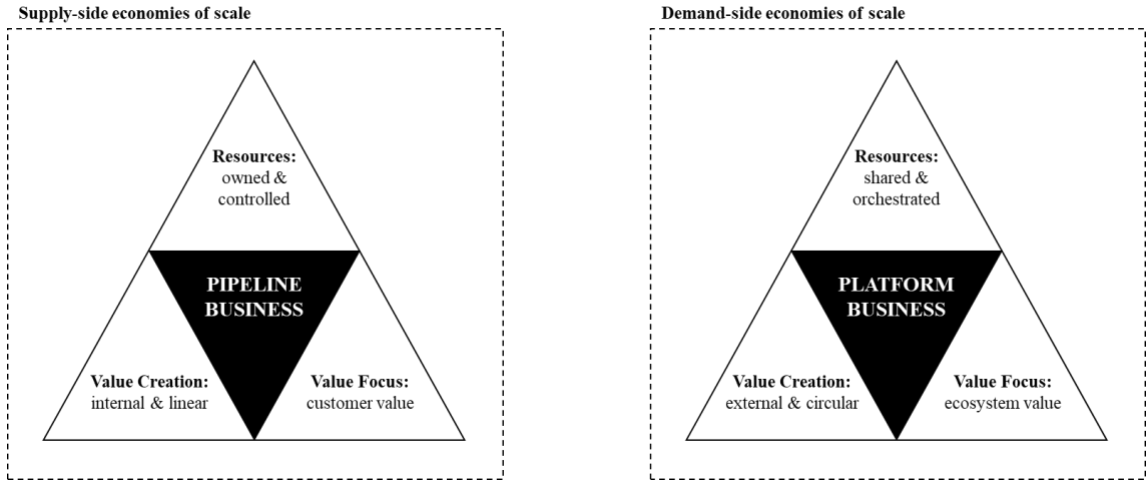 Supply-side economies of scale
Resources:
owned &
controlled
PIPELINE
BUSINESS
Value Creation:
internal & linear
Value Focus:
customer value
Demand-side economies of scale
Resources:
shared &
orchestrated
PLATFORM
BUSINESS
Value Creation:
external & circular
Value Focus:
ecosystem value